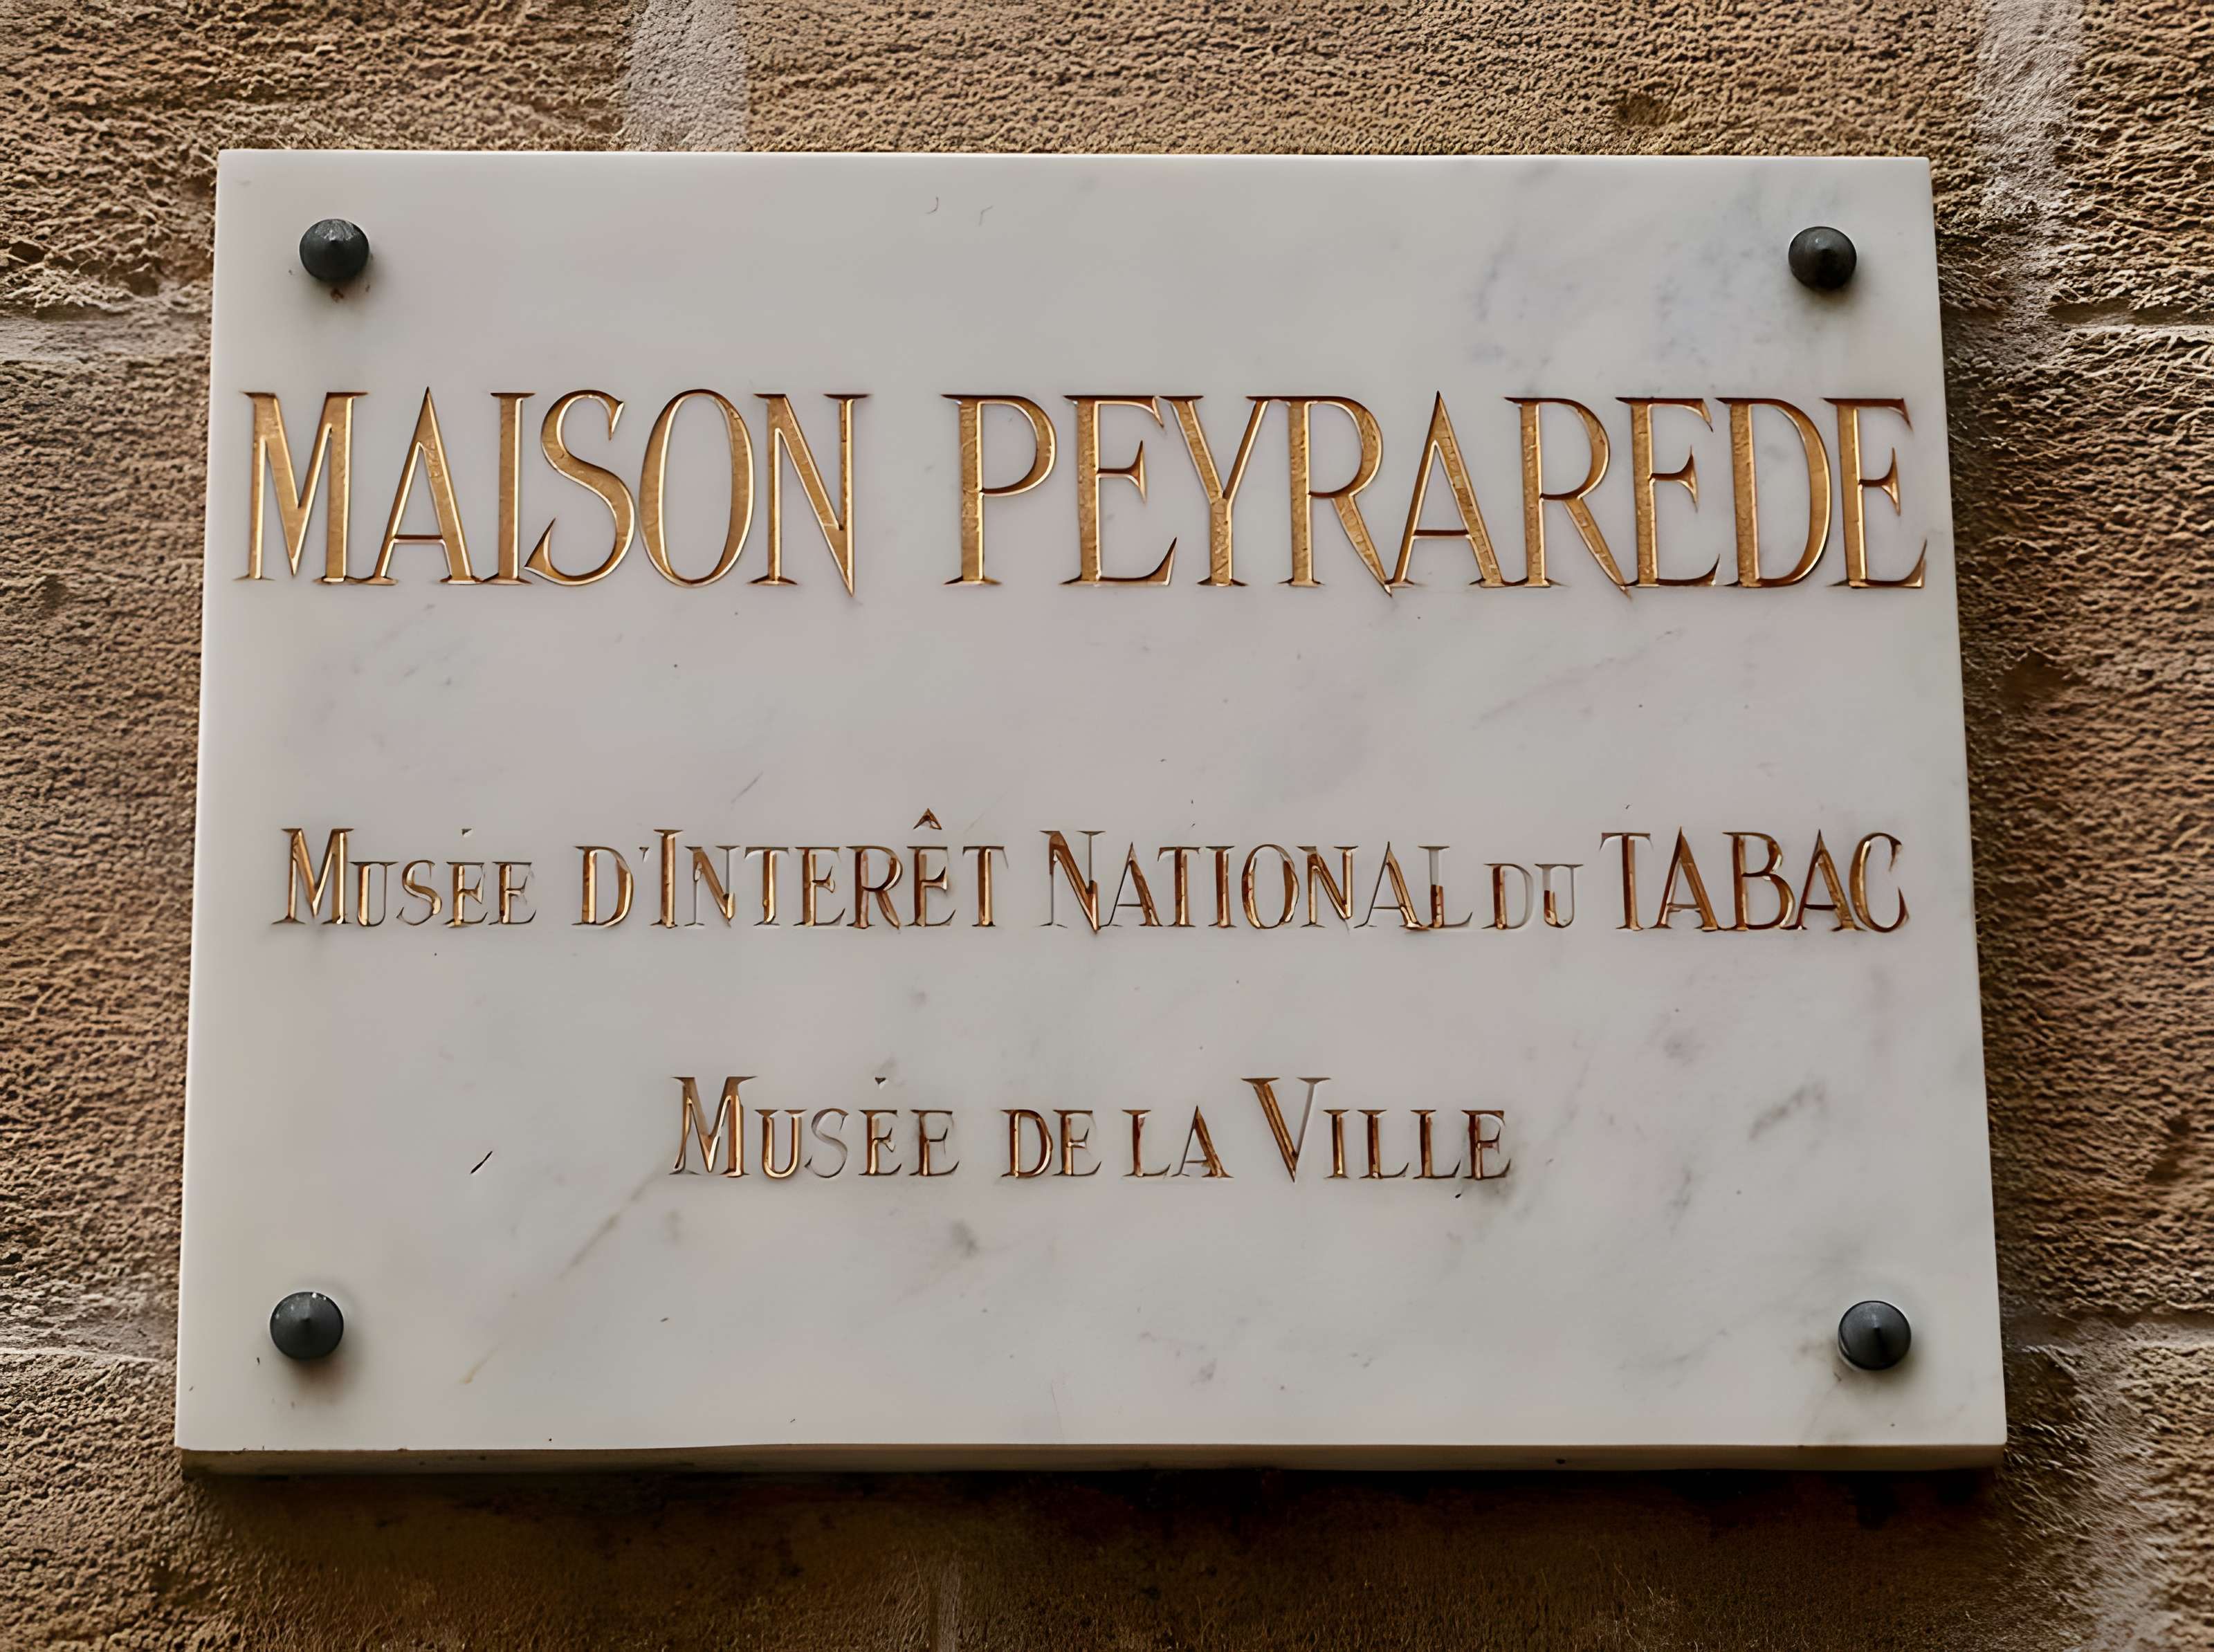 MAISON PEYRAREDE
MUSÉE D'INTERÊT NATIONAL DU TABAC
MUSÉE DE LA VILLE